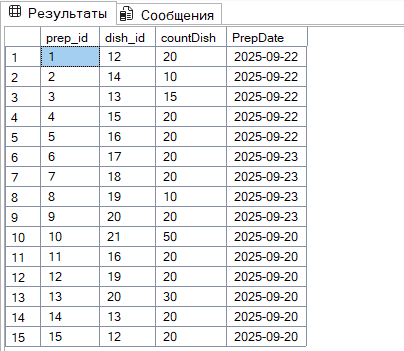 Результаты Сообщения
prep_id dish_id countDish PrepDate
1 1 12 20 2025-09-22
2 2 14 10 2025-09-22
3 3 13 15 2025-09-22
4 4 15 20 2025-09-22
5 5 16 20 2025-09-22
6 6 17 20 2025-09-23
7 7 18 20 2025-09-23
8 8 19 10 2025-09-23
9 9 20 20 2025-09-23
10 10 21 50 2025-09-20
11 11 16 20 2025-09-20
12 12 19 20 2025-09-20
13 13 20 30 2025-09-20
14 14 13 20 2025-09-20
15 15 12 20 2025-09-20